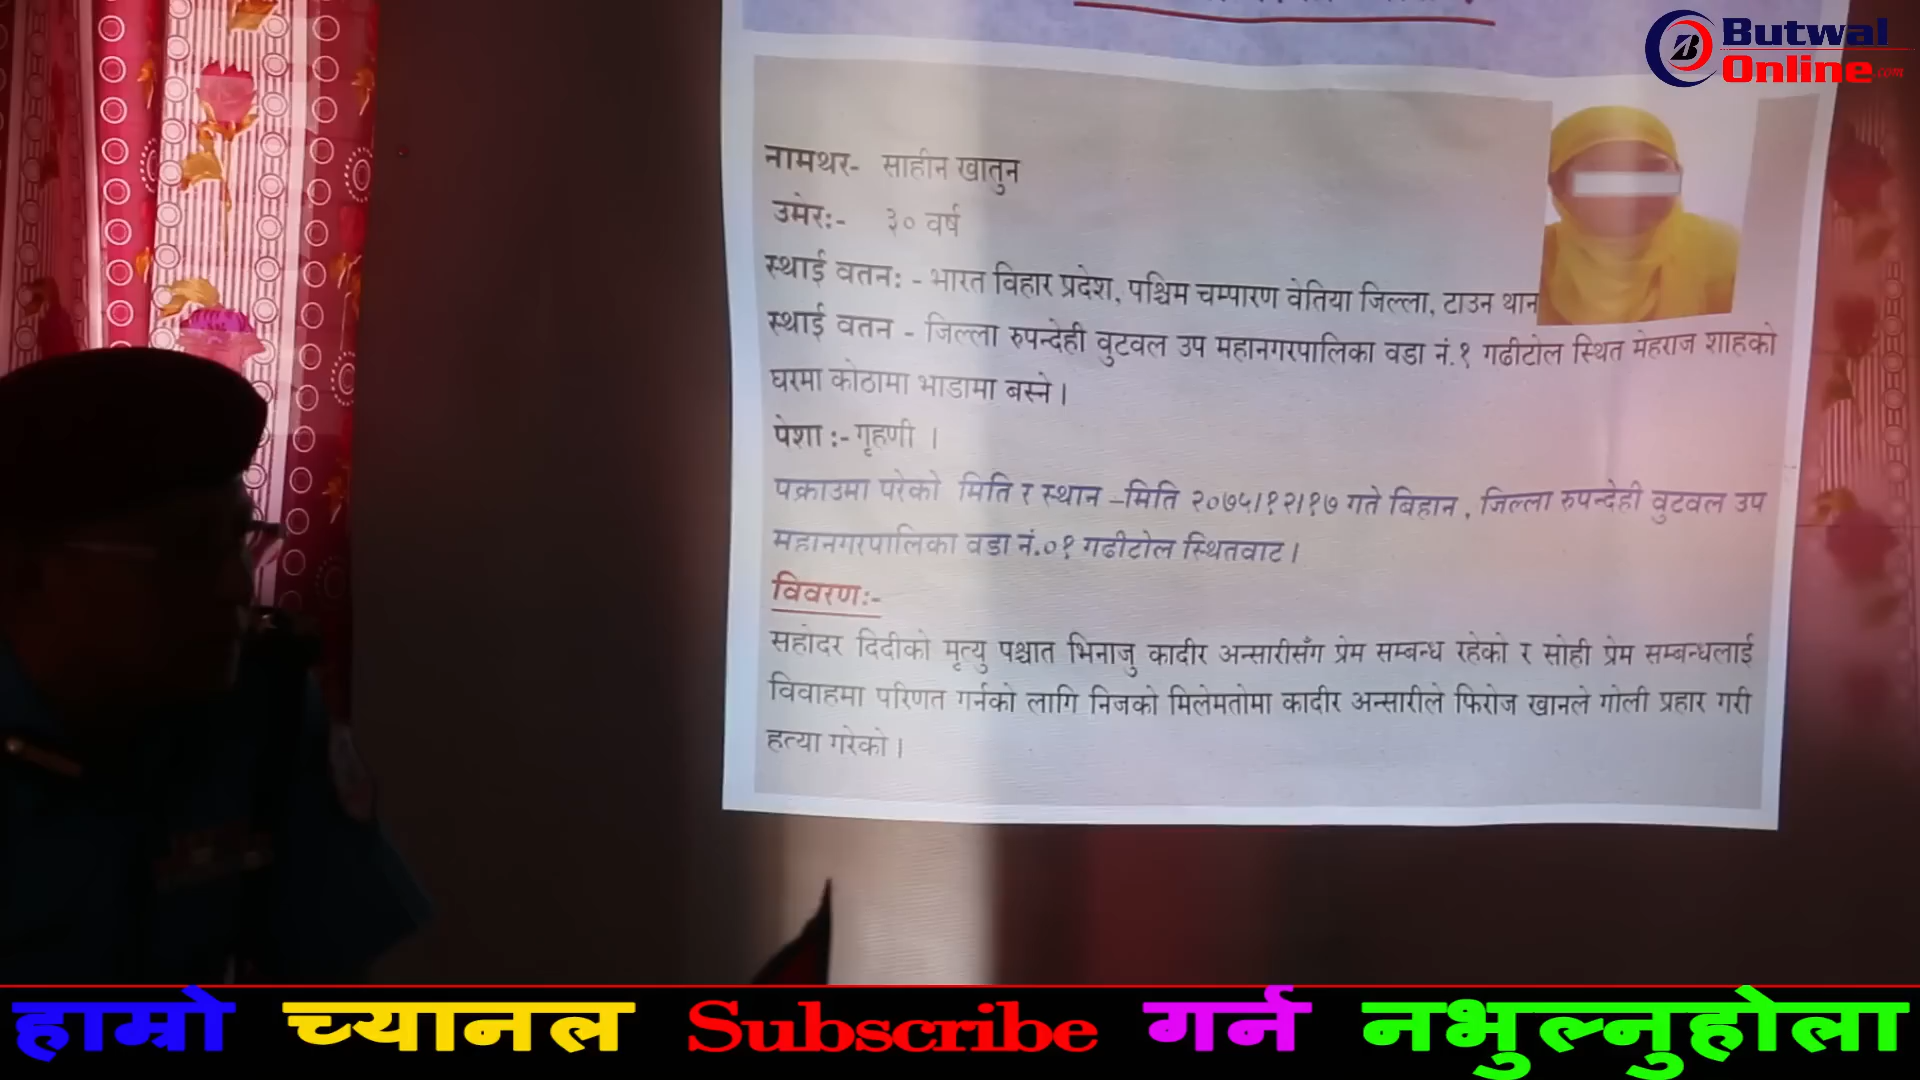 Butwal
Online.com
नामथर- साहीन खातुन
उमेरः- ३० वर्ष
स्थाई वतनः - भारत विहार प्रदेश, पश्चिम चम्पारण वेतिया जिल्ला, टाउन थान
स्थाई वतन - जिल्ला रुपन्देही वुटवल उप महानगरपालिका वडा नं.१ गढीटोल स्थित मेहराज शाहको
घरमा कोठामा भाडामा बस्ने ।
पेशा :- गृहणी ।
पक्राउमा परेको मिति र स्थान –मिति २०७५।१२।१७ गते बिहान , जिल्ला रुपन्देही वुटवल उप
महानगरपालिका वडा नं.०१ गढीटोल स्थितवाट ।
विवरणः-
सहोदर दिदीको मृत्यु पश्चात भिनाजु कादीर अन्सारीसँग प्रेम सम्बन्ध रहेको र सोही प्रेम सम्बन्धलाई
विवाहमा परिणत गर्नको लागि निजको मिलेमतोमा कादीर अन्सारीले फिरोज खानले गोली प्रहार गरी
हत्या गरेको ।
हाम्रो च्यानल Subscribe गर्न नभुल्नुहोला